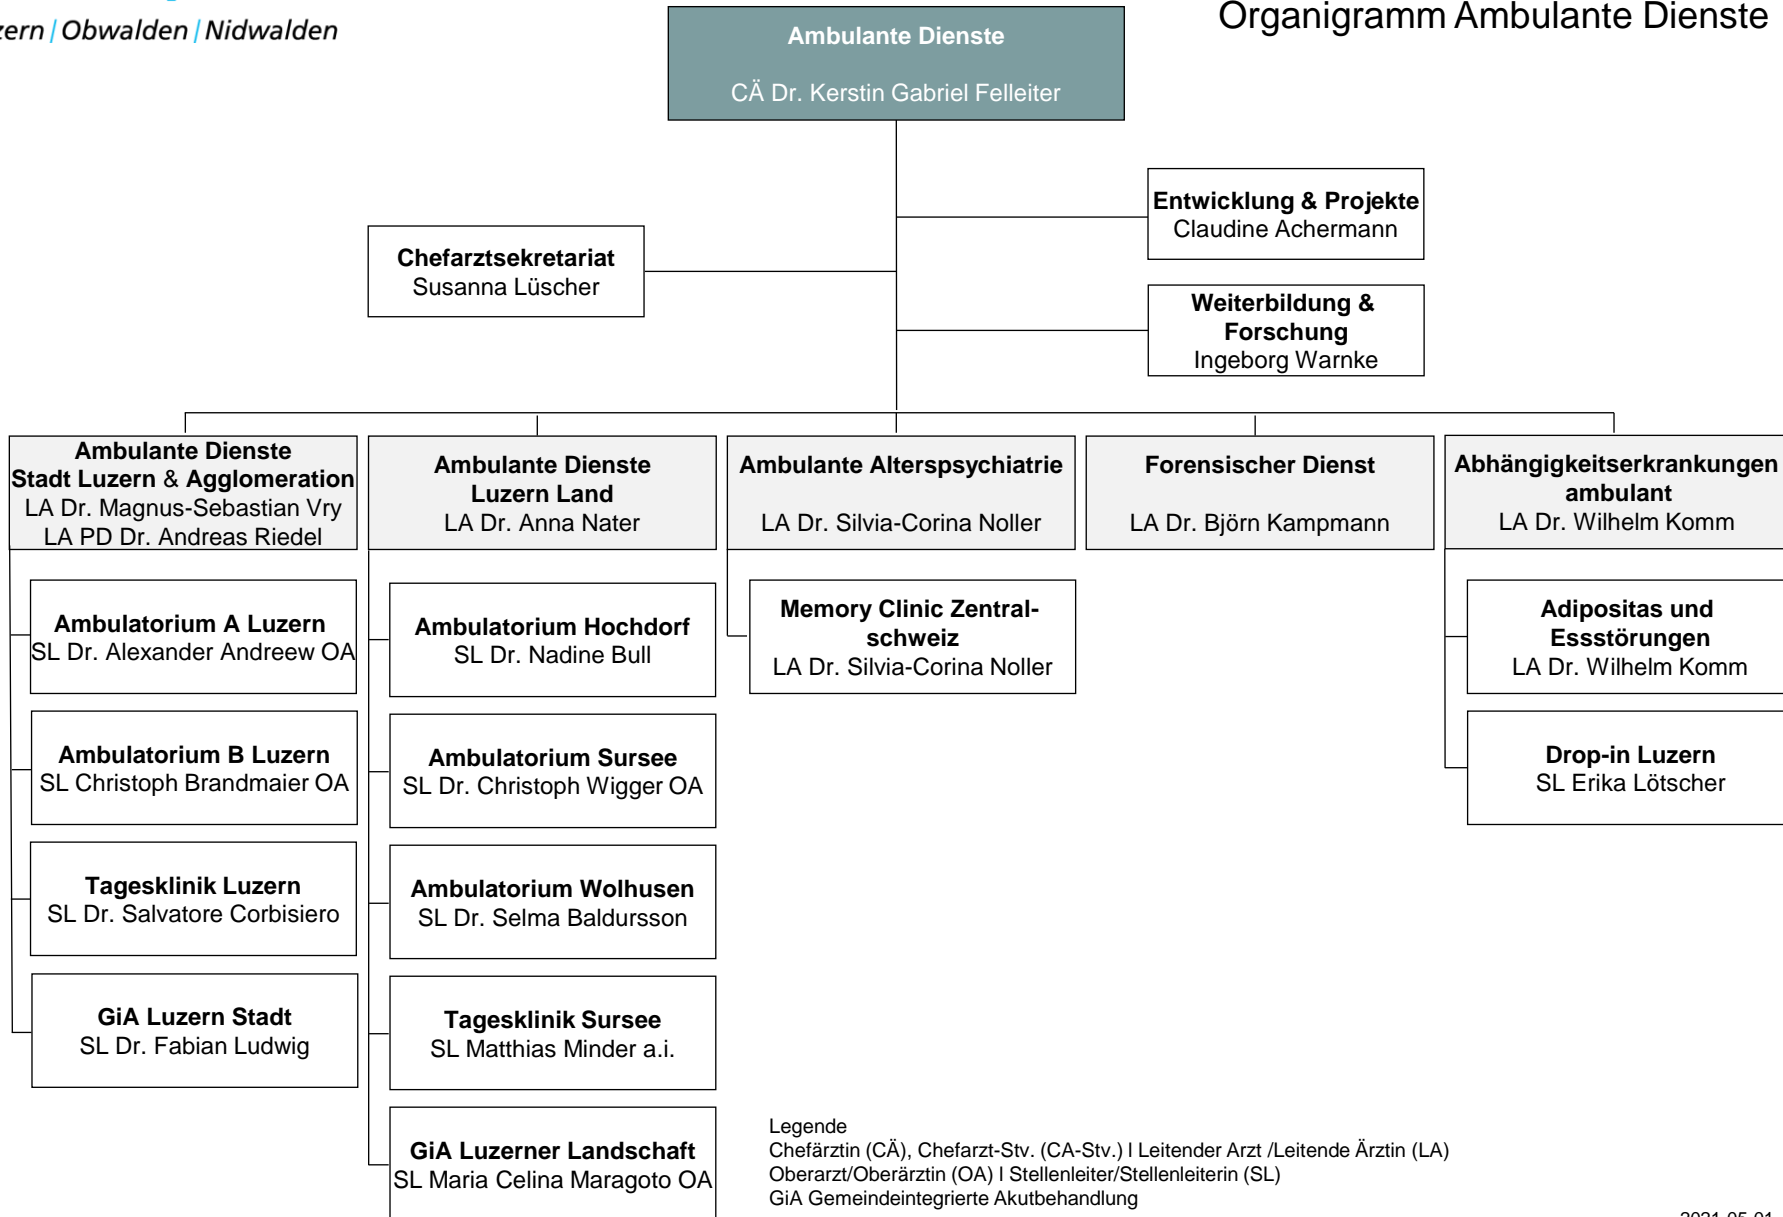 Organigramm Ambulante Dienste
zern | Obwalden | Nidwalden
Ambulante Dienste
CÄ Dr. Kerstin Gabriel Felleiter
Entwicklung & Projekte
Claudine Achermann
Chefarztsekretariat
Susanna Lüscher
Weiterbildung &
Forschung
Ingeborg Warnke
Ambulante Dienste
Stadt Luzern & Agglomeration
LA Dr. Magnus-Sebastian Vry
LA PD Dr. Andreas Riedel
Ambulatorium A Luzern
SL Dr. Alexander Andreew OA
Ambulatorium B Luzern
SL Christoph Brandmaier OA
Tagesklinik Luzern
SL Dr. Salvatore Corbisiero
GiA Luzern Stadt
SL Dr. Fabian Ludwig
Ambulante Dienste
Luzern Land
LA Dr. Anna Nater
Ambulatorium Hochdorf
SL Dr. Nadine Bull
Ambulatorium Sursee
SL Dr. Christoph Wigger OA
Ambulatorium Wolhusen
SL Dr. Selma Baldursson
Tagesklinik Sursee
SL Matthias Minder a.i.
GiA Luzerner Landschaft
SL Maria Celina Maragoto OA
Ambulante Alterspsychiatrie
LA Dr. Silvia-Corina Noller
Memory Clinic Zentral-
schweiz
LA Dr. Silvia-Corina Noller
Forensischer Dienst
LA Dr. Björn Kampmann
Abhängigkeitserkrankungen
ambulant
LA Dr. Wilhelm Komm
Adipositas und
Essstörungen
LA Dr. Wilhelm Komm
Drop-in Luzern
SL Erika Lötscher
Legende
Chefärztin (CÄ), Chefarzt-Stv. (CA-Stv.) l Leitender Arzt /Leitende Ärztin (LA)
Oberarzt/Oberärztin (OA) l Stellenleiter/Stellenleiterin (SL)
GiA Gemeindeintegrierte Akutbehandlung
2021-05-01